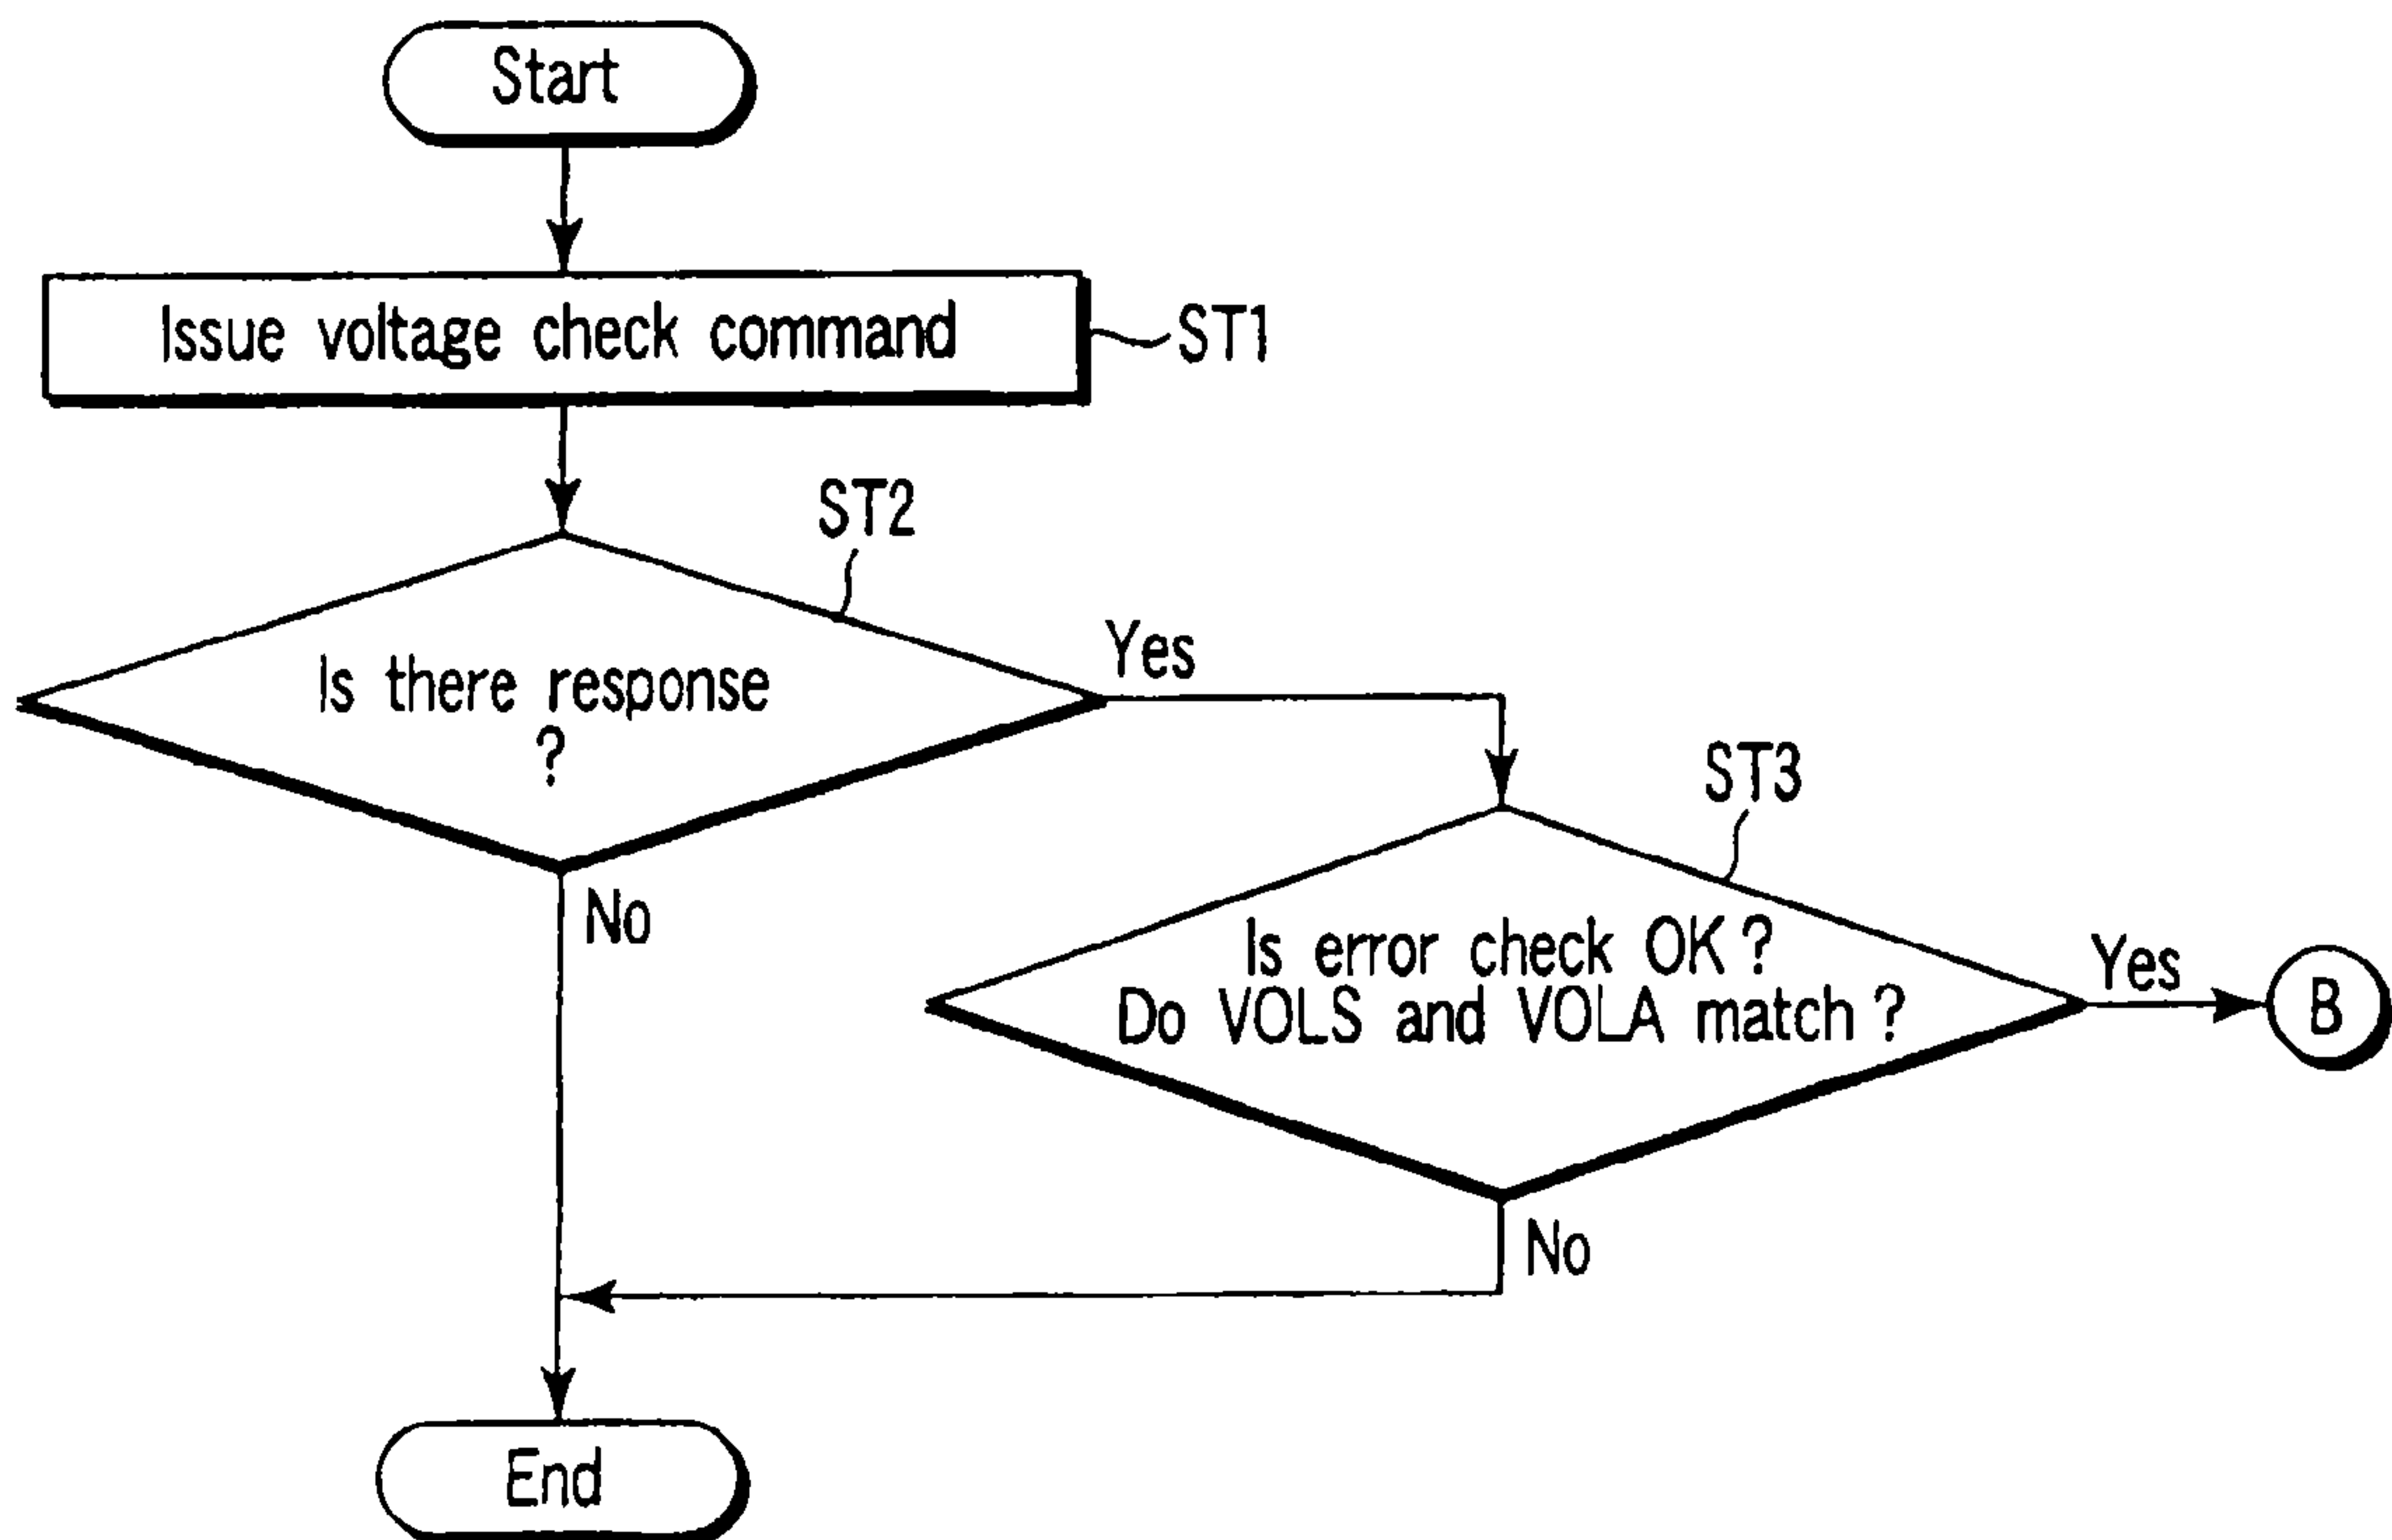 Start
Issue voltage check command
ST1
ST2
Is there response
?
Yes
No
ST3
Is error check OK ?
Do VOLS and VOLA match ?
Yes
B
No
End